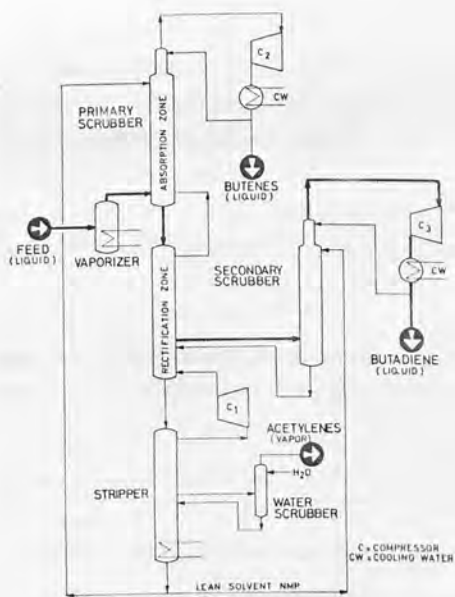 C₂
CW
PRIMARY
SCRUBBER
ABSORPTION ZONE
BUTENES
(LIQUID)
FEED
(LIQUID)
VAPORIZER
C₃
CW
SECONDARY
SCRUBBER
RECTIFICATION ZONE
BUTADIENE
(LIQUID)
C₁
ACETYLENES
(VAPOR)
H₂O
STRIPPER
WATER
SCRUBBER
C = COMPRESSOR
CW = COOLING WATER
LEAN SOLVENT NMP